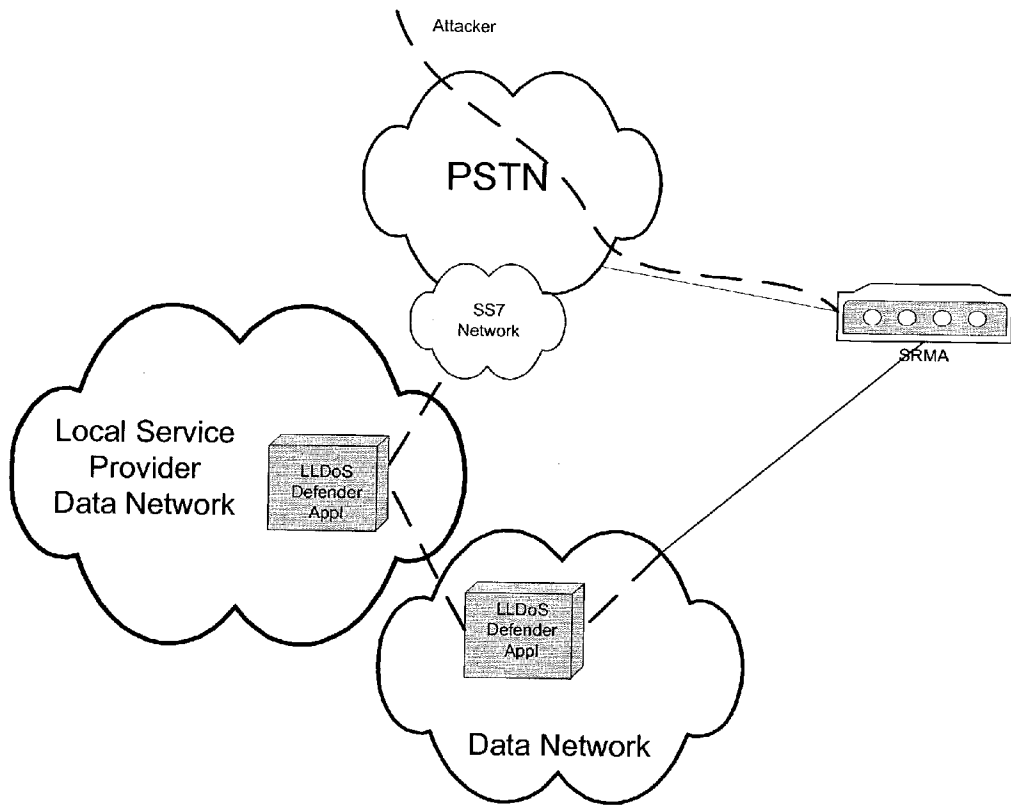 Attacker
PSTN
SS7
Network
SRMA
Local Service
Provider
Data Network
LLDoS
Defender
Appl
LLDoS
Defender
Appl
Data Network